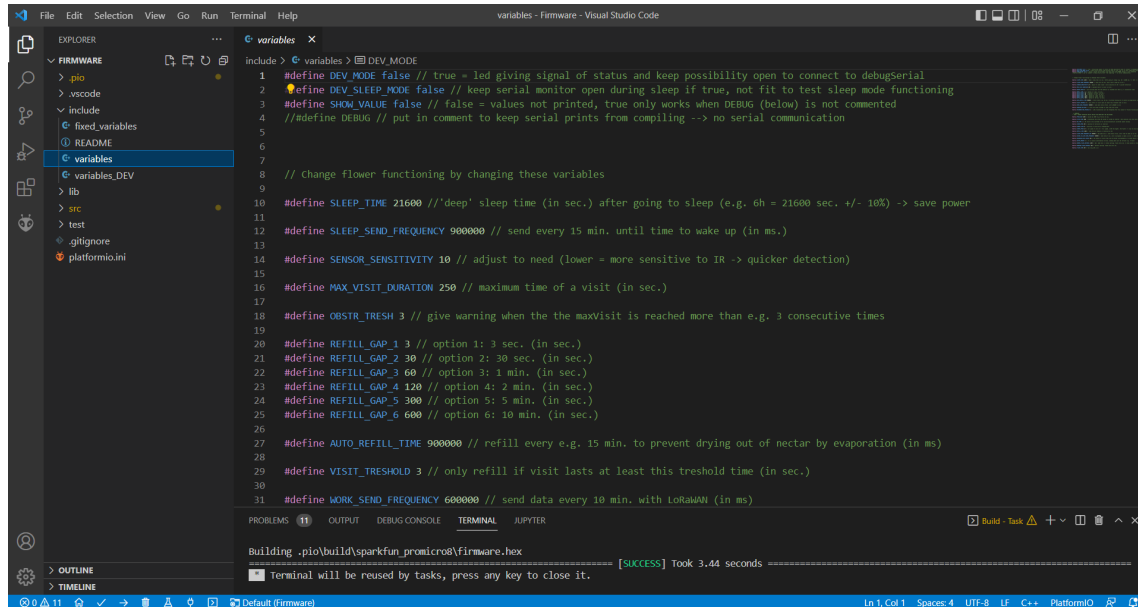 File Edit Selection View Go Run Terminal Help
variables - Firmware - Visual Studio Code
EXPLORER
FIRMWARE
.pio
.vscode
include
fixed_variables
README
variables
variables_DEV
lib
src
test
.gitignore
platformio.ini
OUTLINE
TIMELINE
variables
include > variables > DEV_MODE
1 #define DEV_MODE false // true = led giving signal of status and keep possibility open to connect to debugSerial
2 #define DEV_SLEEP_MODE false // keep serial monitor open during sleep if true, not fit to test sleep mode functioning
3 #define SHOW_VALUE false // false = values not printed, true only works when DEBUG (below) is not commented
4 //#define DEBUG // put in comment to keep serial prints from compiling --> no serial communication
5
6
7
8 // Change flower functioning by changing these variables
9
10 #define SLEEP_TIME 21600 //'deep' sleep time (in sec.) after going to sleep (e.g. 6h = 21600 sec. +/- 10%) -> save power
11
12 #define SLEEP_SEND_FREQUENCY 900000 // send every 15 min. until time to wake up (in ms.)
13
14 #define SENSOR_SENSITIVITY 10 // adjust to need (lower = more sensitive to IR -> quicker detection)
15
16 #define MAX_VISIT_DURATION 250 // maximum time of a visit (in sec.)
17
18 #define OBSTR_TRESH 3 // give warning when the the maxVisit is reached more than e.g. 3 consecutive times
19
20 #define REFILL_GAP_1 3 // option 1: 3 sec. (in sec.)
21 #define REFILL_GAP_2 30 // option 2: 30 sec. (in sec.)
22 #define REFILL_GAP_3 60 // option 3: 1 min. (in sec.)
23 #define REFILL_GAP_4 120 // option 4: 2 min. (in sec.)
24 #define REFILL_GAP_5 300 // option 5: 5 min. (in sec.)
25 #define REFILL_GAP_6 600 // option 6: 10 min. (in sec.)
26
27 #define AUTO_REFILL_TIME 900000 // refill every e.g. 15 min. to prevent drying out of nectar by evaporation (in ms)
28
29 #define VISIT_TRESHOLD 3 // only refill if visit lasts at least this treshold time (in sec.)
30
31 #define WORK_SEND_FREQUENCY 600000 // send data every 10 min. with LoRaWAN (in ms)
PROBLEMS 11 OUTPUT DEBUG CONSOLE TERMINAL JUPYTER
Build - Task
Building .pio\build\sparkfun_promicro8\firmware.hex
[SUCCESS] Took 3.44 seconds
* Terminal will be reused by tasks, press any key to close it.
0 11 Default (Firmware)
Ln 1, Col 1 Spaces: 4 UTF-8 LF C++ PlatformIO